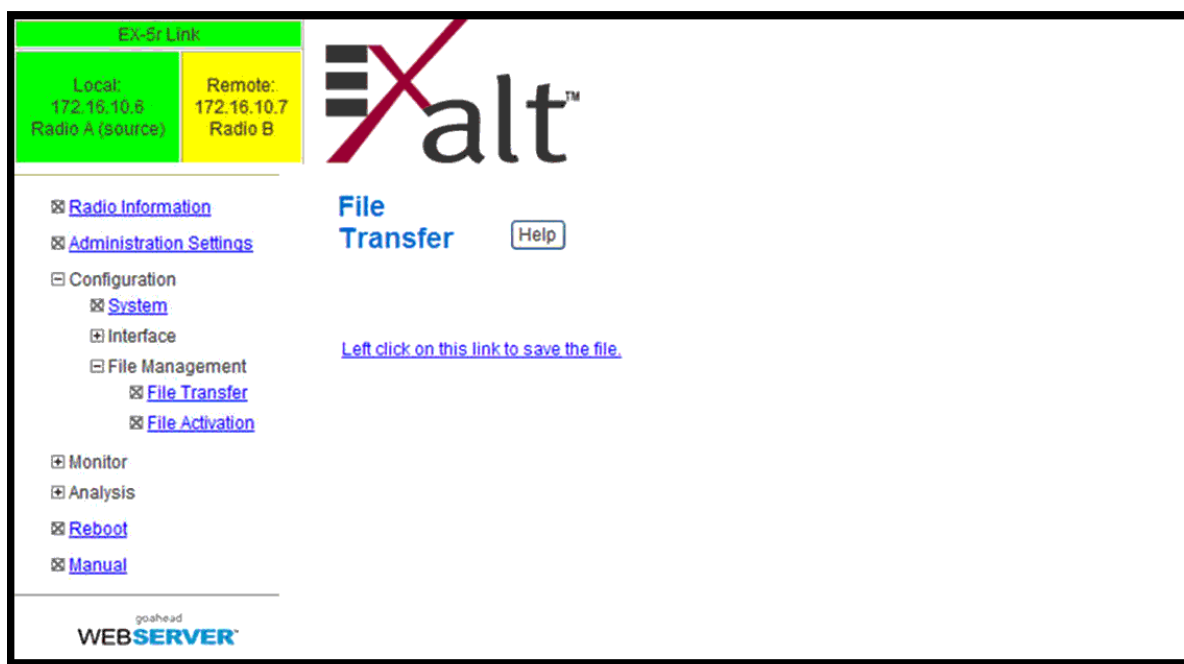 EX-5r Link
Local:
172.16.10.6
Radio A (source)
Remote:
172.16.10.7
Radio B
EXalt™
Radio Information
Administration Settings
Configuration
System
Interface
File Management
File Transfer
File Activation
Monitor
Analysis
Reboot
Manual
goahead
WEBSERVER™
File
Transfer
Help
Left click on this link to save the file.